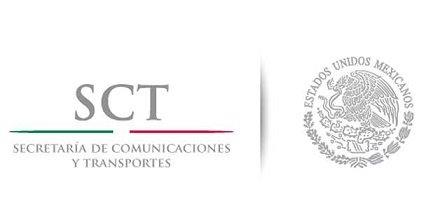 SCT
SECRETARÍA DE COMUNICACIONES
Y TRANSPORTES
ESTADOS UNIDOS MEXICANOS